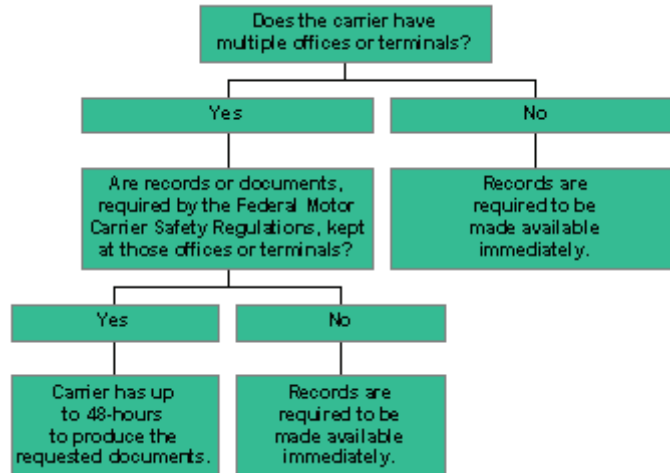 Does the carrier have
multiple offices or terminals?
Yes
No
Are records or documents,
required by the Federal Motor
Carrier Safety Regulations, kept
at those offices or terminals?
Records are
required to be
made available
immediately.
Yes
No
Carrier has up
to 48-hours
to produce the
requested documents.
Records are
required to be
made available
immediately.